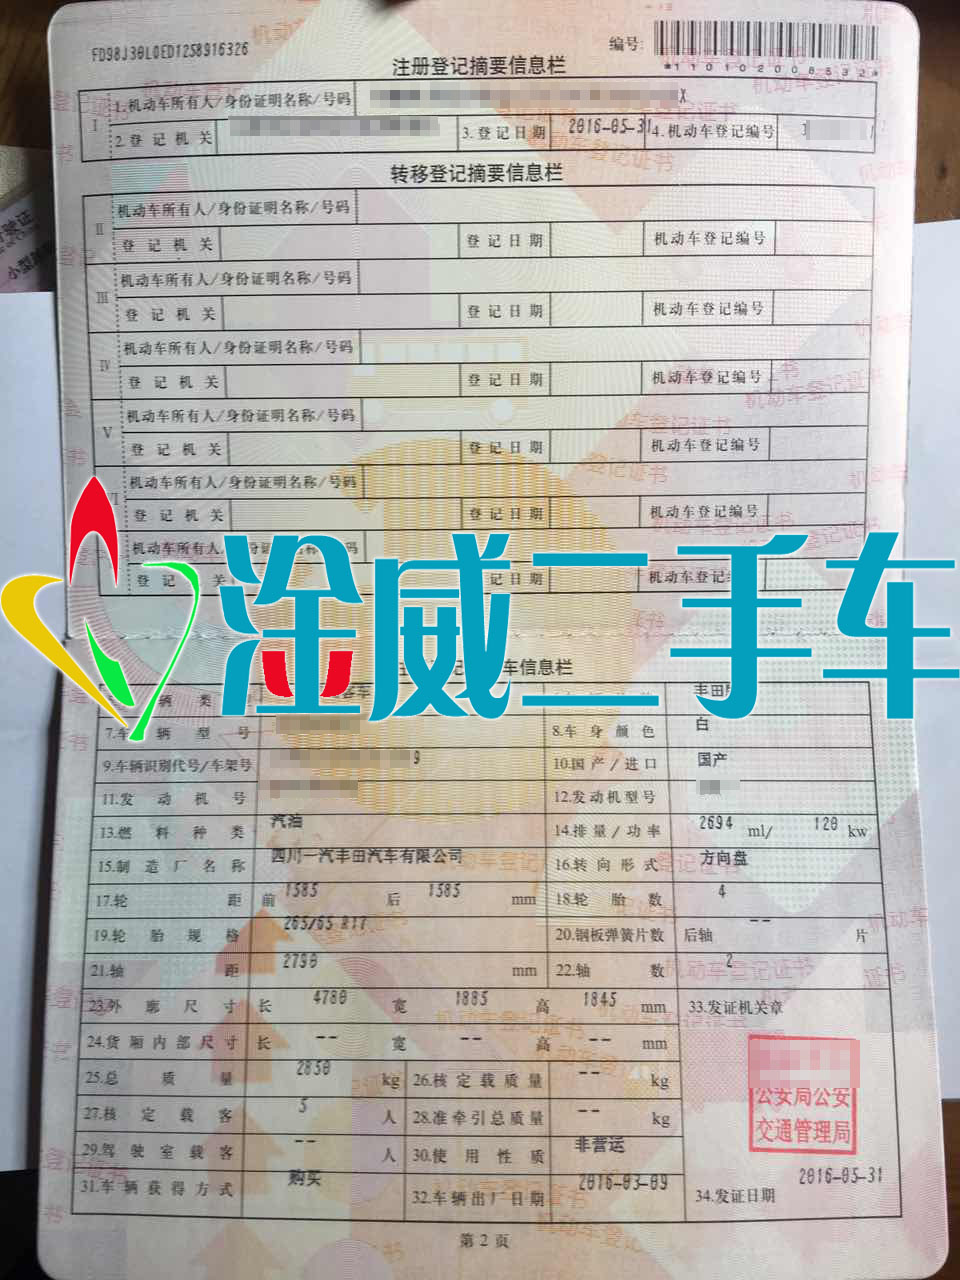 FD98J30L0ED1258916326
编号:
*110102008532*
注册登记摘要信息栏
I
1.机动车所有人/身份证明名称/号码 X
2.登记机关 3.登记日期 2016-05-31 4.机动车登记编号
转移登记摘要信息栏
II
机动车所有人/身份证明名称/号码
登记机关 登记日期 机动车登记编号
III
机动车所有人/身份证明名称/号码
登记机关 登记日期 机动车登记编号
IV
机动车所有人/身份证明名称/号码
登记机关 登记日期 机动车登记编号
V
机动车所有人/身份证明名称/号码
登记机关 登记日期 机动车登记编号
机动车所有人/身份证明名称/号码
登记机关 登记日期 机动车登记编号
机动车所有人/身份证明名称/号码
登记 关 记日期 机动车登记
淦威二手车
车信息栏
辆类 客车 丰田
7.车辆型号 8.车身颜色 白
9.车辆识别代号/车架号 9 10.国产/进口 国产
11.发动机号 12.发动机型号
13.燃料种类 汽油 14.排量/功率 2694 ml/ 120 kw
15.制造厂名称 四川一汽丰田汽车有限公司 16.转向形式 方向盘
17.轮距 前 1585 后 1585 mm 18.轮胎数 4
19.轮胎规格 265/65 R17 20.钢板弹簧片数 后轴 -- 片
21.轴距 2790 mm 22.轴数 2
23.外廓尺寸 长 4780 宽 1885 高 1845 mm 33.发证机关章
24.货厢内部尺寸 长 -- 宽 -- 高 -- mm
25.总质量 2850 kg 26.核定载质量 -- kg
27.核定载客 5 人 28.准牵引总质量 -- kg
公安局公安
交通管理局
29.驾驶室载客 -- 人 30.使用性质 非营运
31.车辆获得方式 购买 32.车辆出厂日期 2016-03-09 34.发证日期 2016-05-31
第 2 页